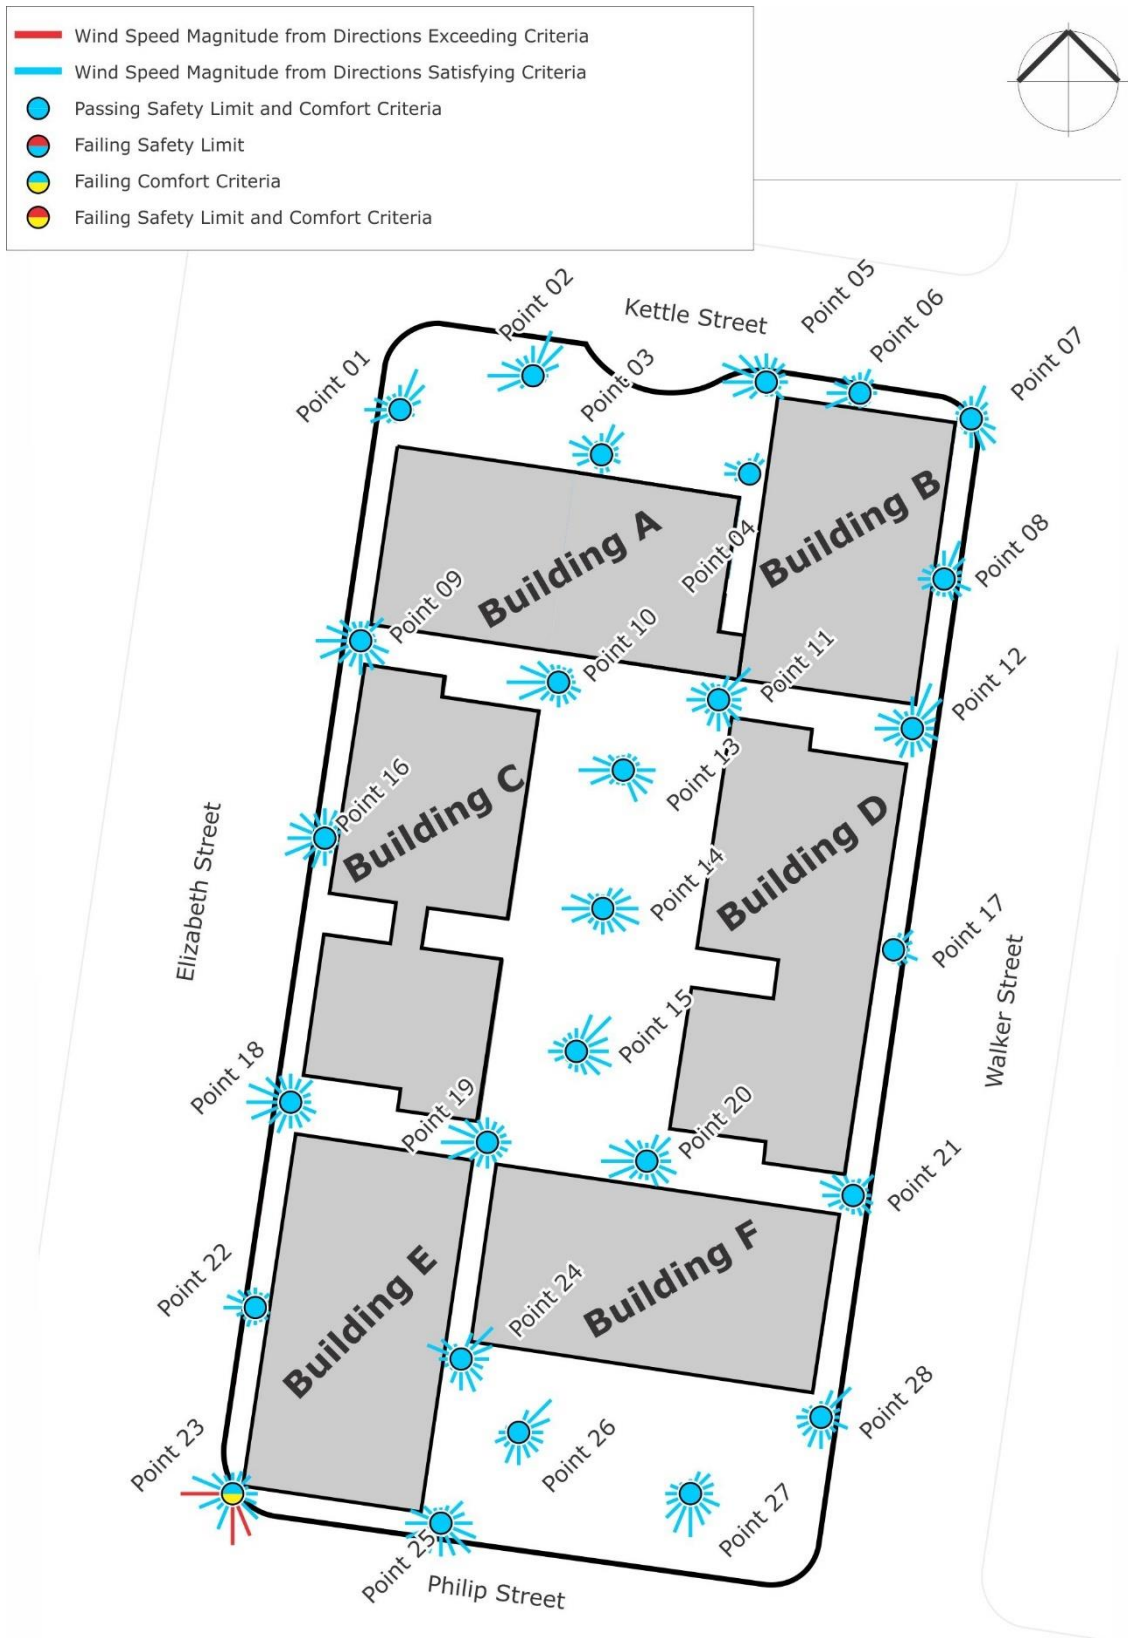 Wind Speed Magnitude from Directions Exceeding Criteria
Wind Speed Magnitude from Directions Satisfying Criteria
Passing Safety Limit and Comfort Criteria
Failing Safety Limit
Failing Comfort Criteria
Failing Safety Limit and Comfort Criteria
Point 01
Point 02
Point 03
Kettle Street
Point 05
Point 06
Point 07
Building A
Point 04
Building B
Point 08
Point 09
Point 10
Point 11
Point 12
Point 13
Building C
Point 16
Building D
Point 14
Elizabeth Street
Point 17
Walker Street
Point 15
Point 18
Point 19
Point 20
Point 21
Point 22
Building E
Point 24
Building F
Point 23
Point 26
Point 28
Point 25
Point 27
Philip Street